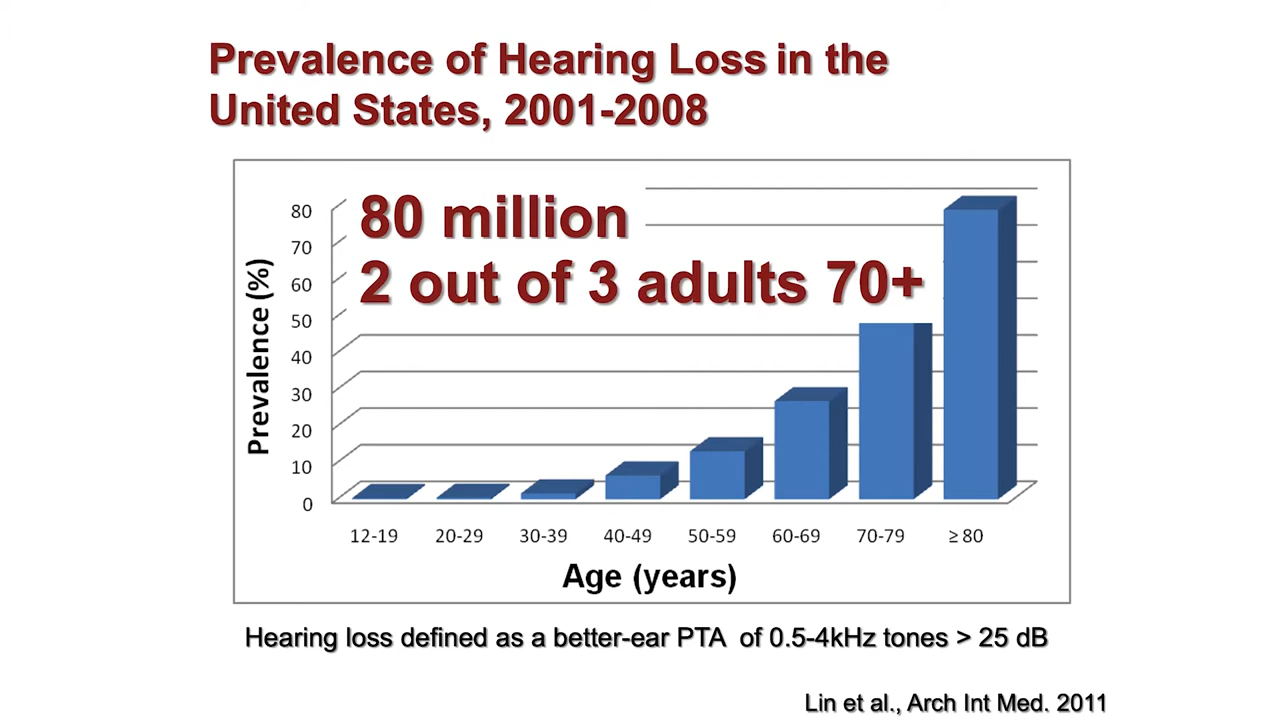 Prevalence of Hearing Loss in the
United States, 2001-2008
80 million
2 out of 3 adults 70+
Prevalence (%)
80
70
60
50
40
30
20
10
0
12-19 20-29 30-39 40-49 50-59 60-69 70-79 ≥ 80
Age (years)
Hearing loss defined as a better-ear PTA of 0.5-4kHz tones > 25 dB
Lin et al., Arch Int Med. 2011